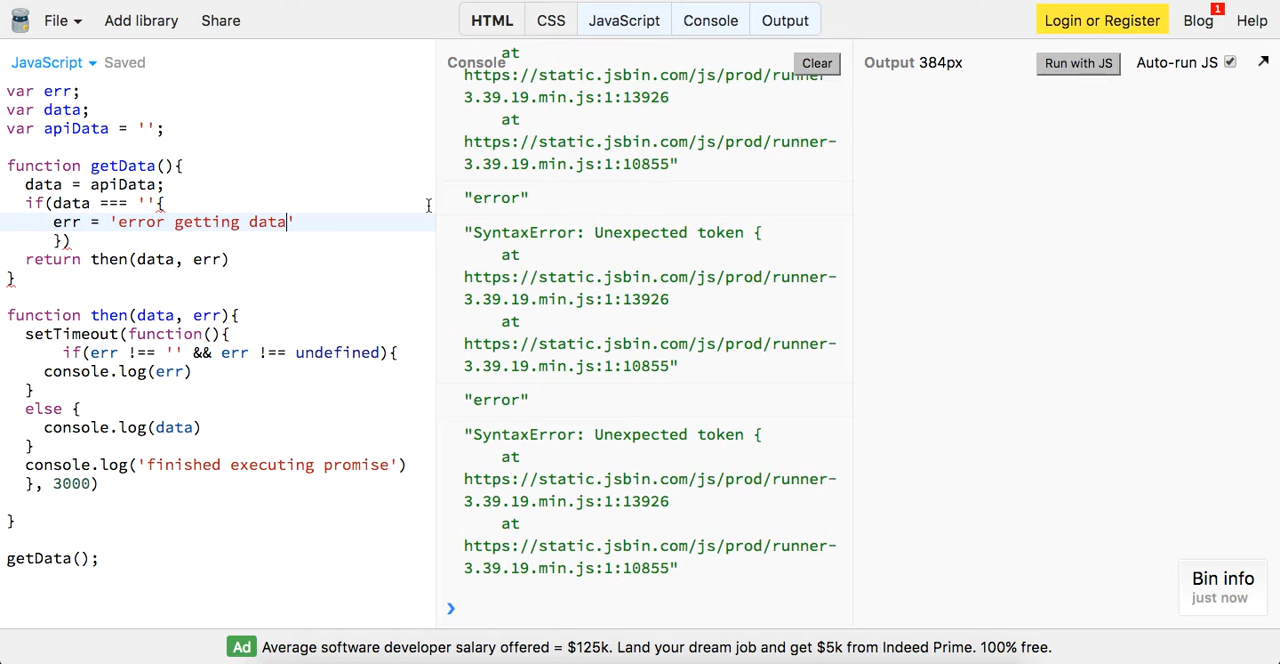 File Add library Share HTML CSS JavaScript Console Output Login or Register Blog 1 Help
JavaScript Saved
var err;
var data;
var apiData = '';
function getData(){
data = apiData;
if(data === ''{
err = 'error getting data'
})
return then(data, err)
}
function then(data, err){
setTimeout(function(){
if(err !== '' && err !== undefined){
console.log(err)
}
else {
console.log(data)
}
console.log('finished executing promise')
}, 3000)
}
getData();
Console Clear
at
https://static.jsbin.com/js/prod/runner-
3.39.19.min.js:1:13926
at
https://static.jsbin.com/js/prod/runner-
3.39.19.min.js:1:10855"
"error"
"SyntaxError: Unexpected token {
at
https://static.jsbin.com/js/prod/runner-
3.39.19.min.js:1:13926
at
https://static.jsbin.com/js/prod/runner-
3.39.19.min.js:1:10855"
"error"
"SyntaxError: Unexpected token {
at
https://static.jsbin.com/js/prod/runner-
3.39.19.min.js:1:13926
at
https://static.jsbin.com/js/prod/runner-
3.39.19.min.js:1:10855"
Output 384px Run with JS Auto-run JS
Bin info
just now
Ad Average software developer salary offered = $125k. Land your dream job and get $5k from Indeed Prime. 100% free.